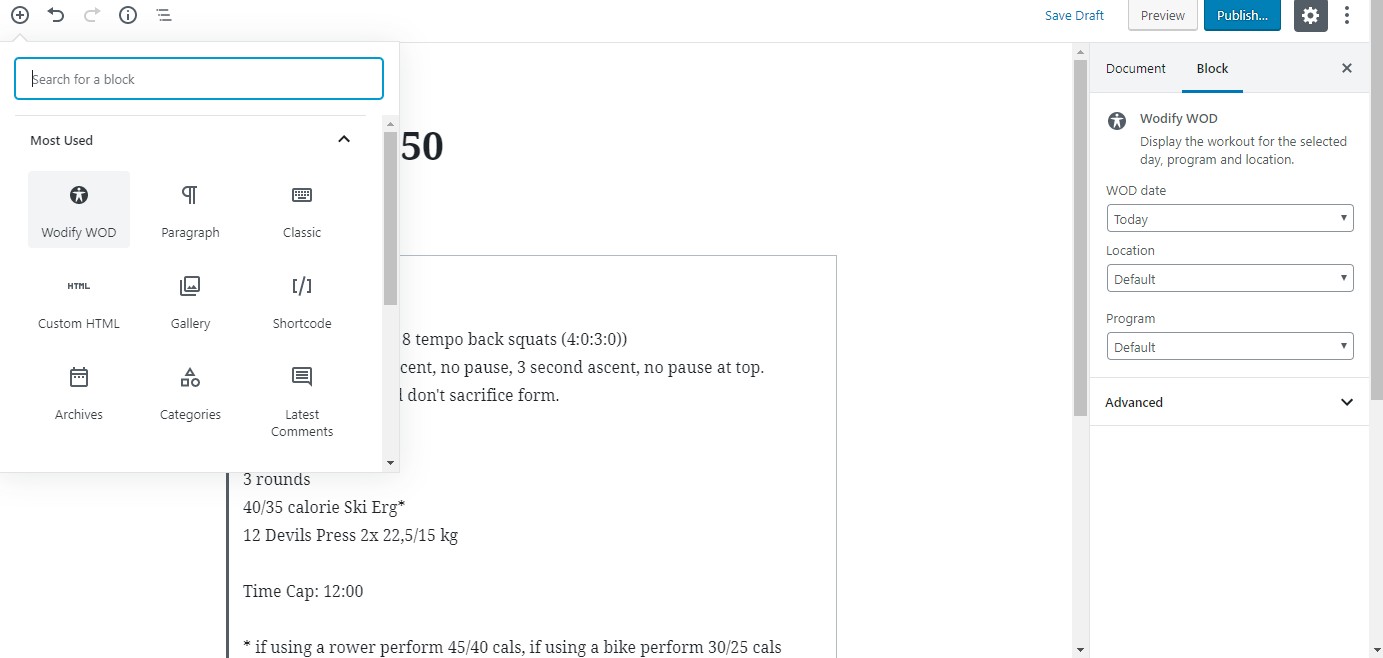 Save Draft
Preview
Publish...
Search for a block
Most Used
Wodify WOD
Paragraph
Classic
HTML
Custom HTML
Gallery
[/]
Shortcode
Archives
Categories
Latest
Comments
50
8 tempo back squats (4:0:3:0))
cent, no pause, 3 second ascent, no pause at top.
don't sacrifice form.
3 rounds
40/35 calorie Ski Erg*
12 Devils Press 2x 22,5/15 kg
Time Cap: 12:00
* if using a rower perform 45/40 cals, if using a bike perform 30/25 cals
Document
Block
Wodify WOD
Display the workout for the selected
day, program and location.
WOD date
Today
Location
Default
Program
Default
Advanced